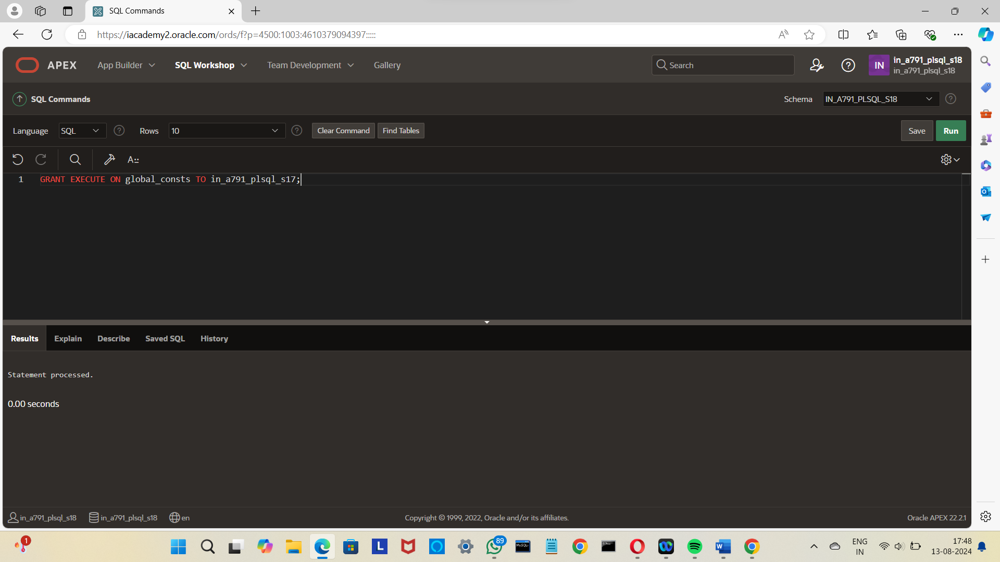 SQL Commands
https://iacademy2.oracle.com/ords/f?p=4500:1003:4610379094397:::::
APEX App Builder SQL Workshop Team Development Gallery Search IN in_a791_plsql_s18
in_a791_plsql_s18
SQL Commands Schema IN_A791_PLSQL_S18
Language SQL Rows 10 Clear Command Find Tables Save Run
A::
1 GRANT EXECUTE ON global_consts TO in_a791_plsql_s17;
Results Explain Describe Saved SQL History
Statement processed.
0.00 seconds
in_a791_plsql_s18 in_a791_plsql_s18 en Copyright © 1999, 2022, Oracle and/or its affiliates. Oracle APEX 22.2.1
1 L 89 MySQL ENG 17:48
IN 13-08-2024